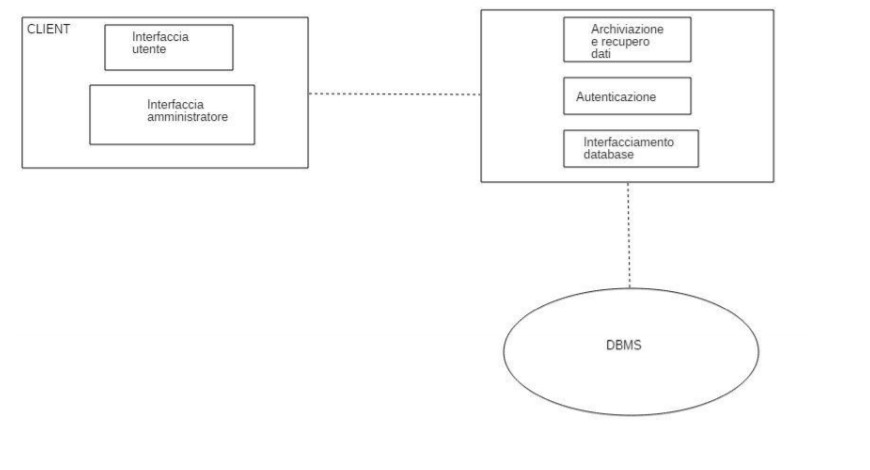 CLIENT
Interfaccia
utente
Interfaccia
amministratore
Archiviazione
e recupero
dati
Autenticazione
Interfacciamento
database
DBMS